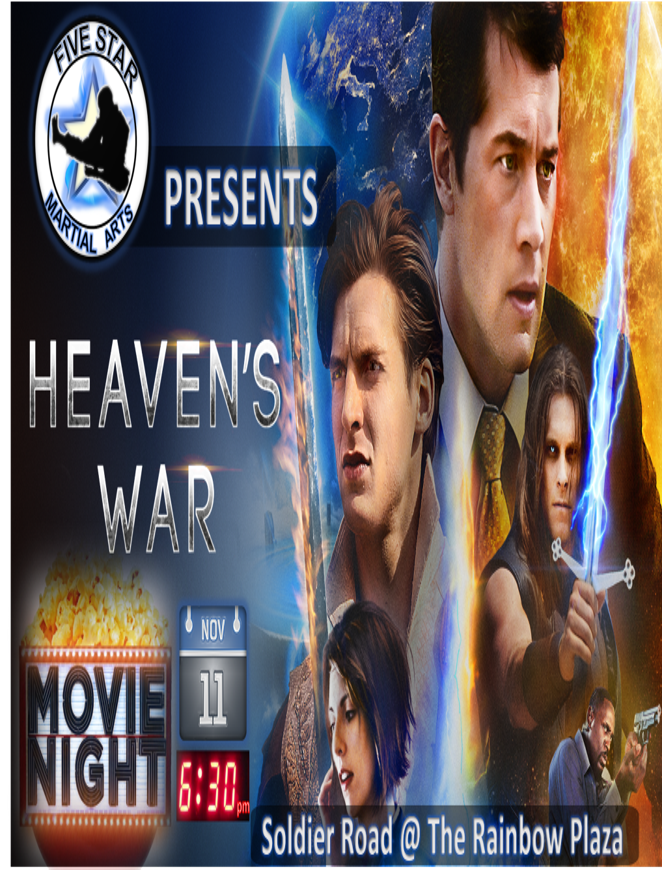 FIVE STAR
MARTIAL ARTS
PRESENTS
HEAVEN'S
WAR
MOVIE
NIGHT
NOV
11
6:30 pm
Soldier Road @ The Rainbow Plaza